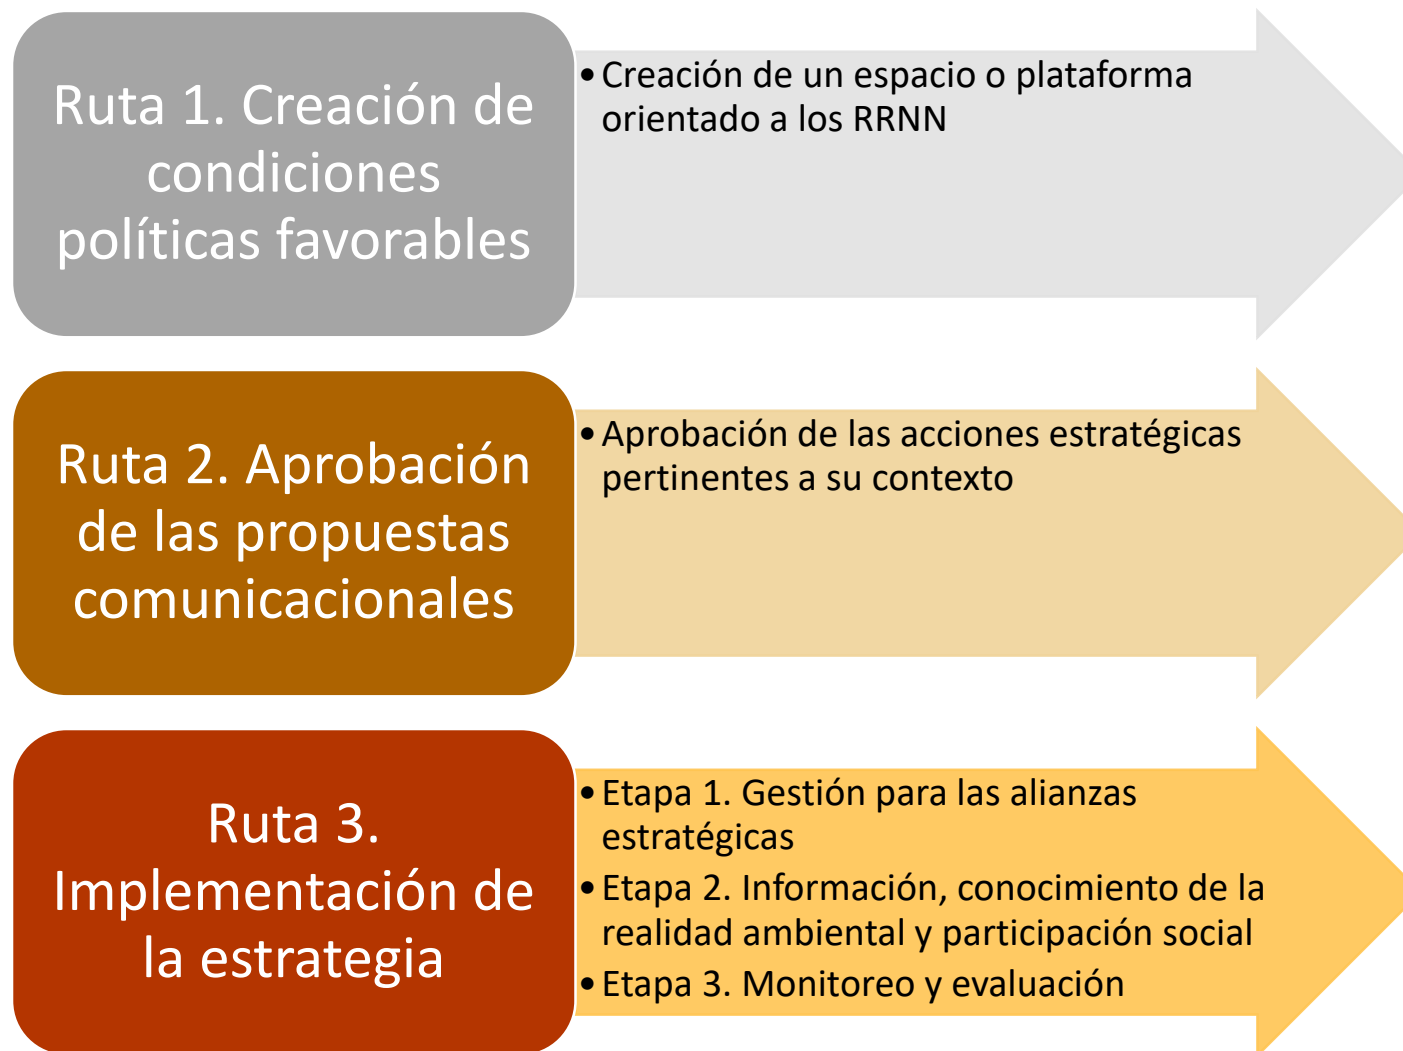 Ruta 1. Creación de
condiciones
políticas favorables
• Creación de un espacio o plataforma
orientado a los RRNN
Ruta 2. Aprobación
de las propuestas
comunicacionales
• Aprobación de las acciones estratégicas
pertinentes a su contexto
Ruta 3.
Implementación de
la estrategia
• Etapa 1. Gestión para las alianzas
estratégicas
• Etapa 2. Información, conocimiento de la
realidad ambiental y participación social
• Etapa 3. Monitoreo y evaluación